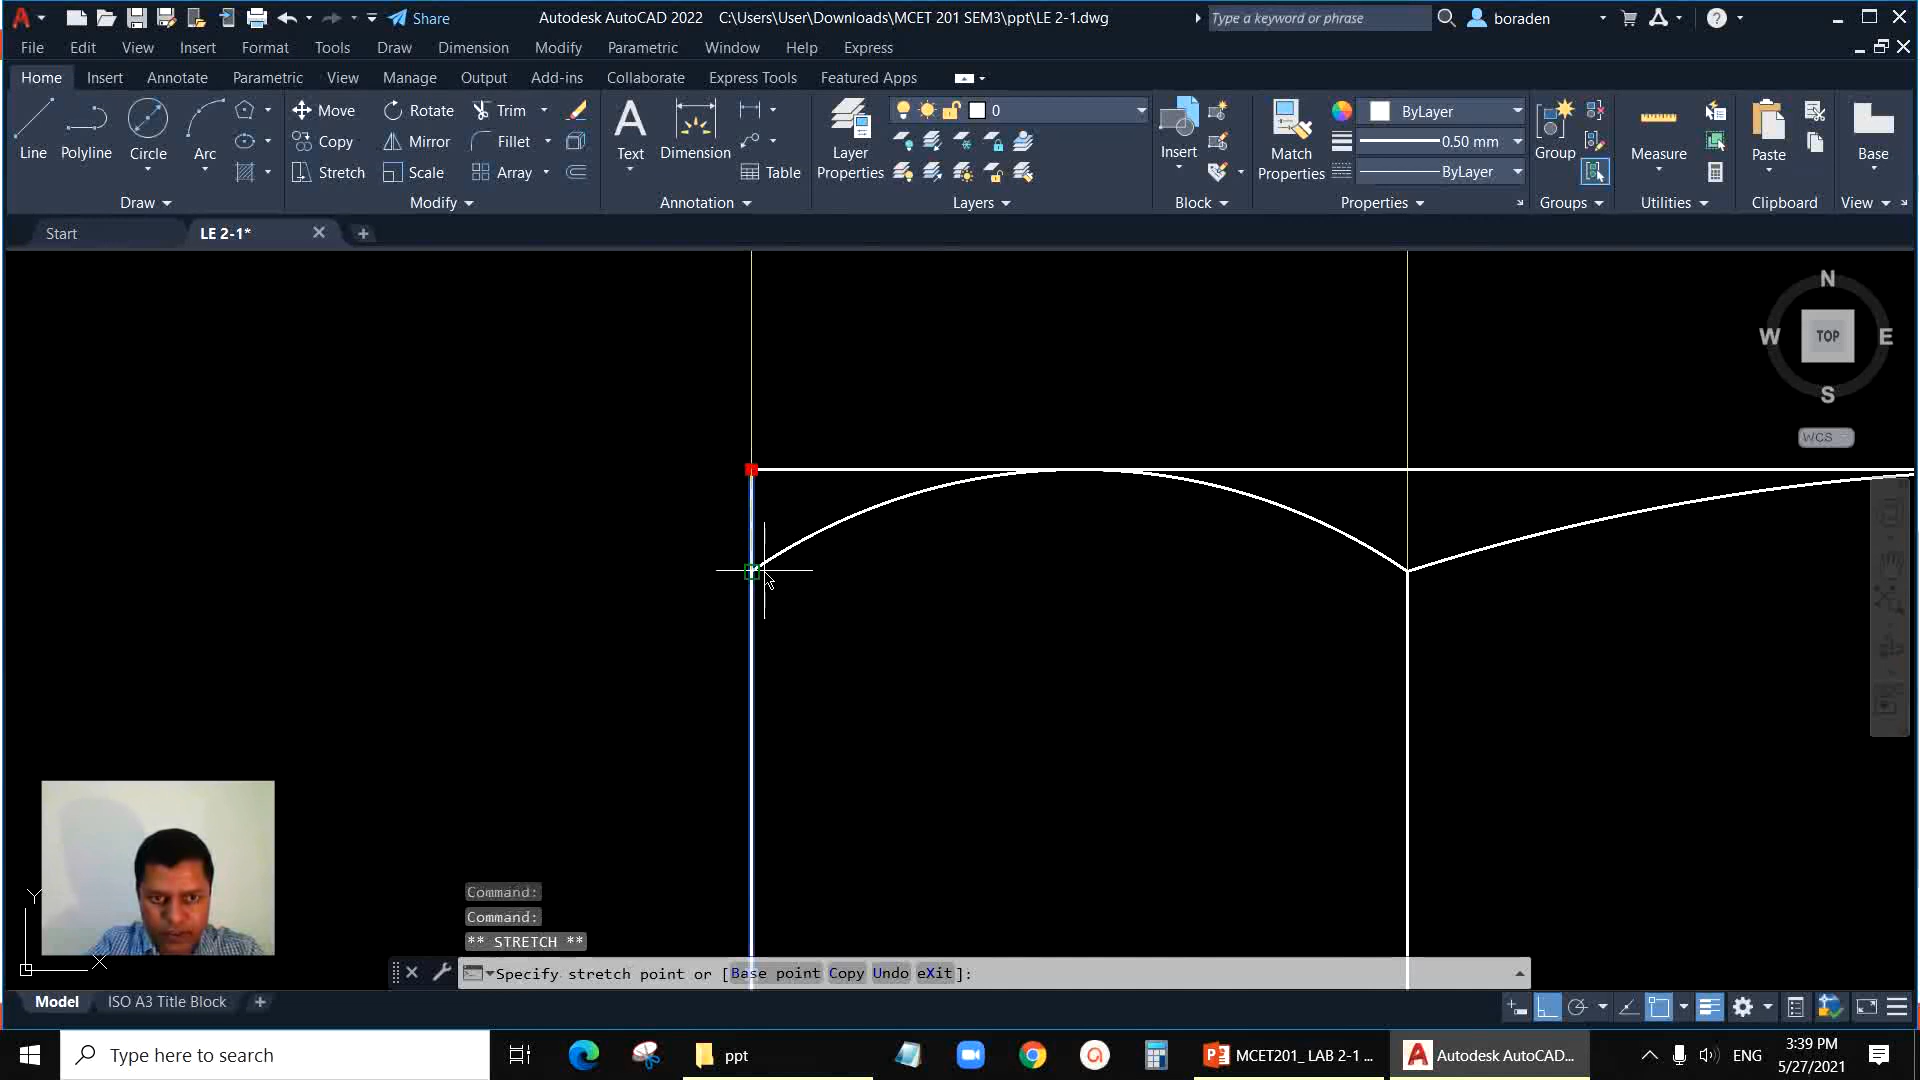 Share Autodesk AutoCAD 2022 C:\Users\User\Downloads\MCET 201 SEM3\ppt\LE 2-1.dwg Type a keyword or phrase boraden
File Edit View Insert Format Tools Draw Dimension Modify Parametric Window Help Express
Home Insert Annotate Parametric View Manage Output Add-ins Collaborate Express Tools Featured Apps
Line Polyline Circle Arc
Move Rotate Trim
Copy Mirror Fillet
Stretch Scale Array
Text Dimension Table
Layer Properties
0
Insert
Match Properties
ByLayer
0.50 mm
ByLayer
Group Measure Paste Base
Draw Modify Annotation Layers Block Properties Groups Utilities Clipboard View
Start LE 2-1*
N
W TOP E
S
WCS
Y
X
Command:
Command:
** STRETCH **
Specify stretch point or [Base point Copy Undo eXit]:
Model ISO A3 Title Block
Type here to search ppt MCET201_ LAB 2-1 ... Autodesk AutoCAD... ENG 3:39 PM
5/27/2021